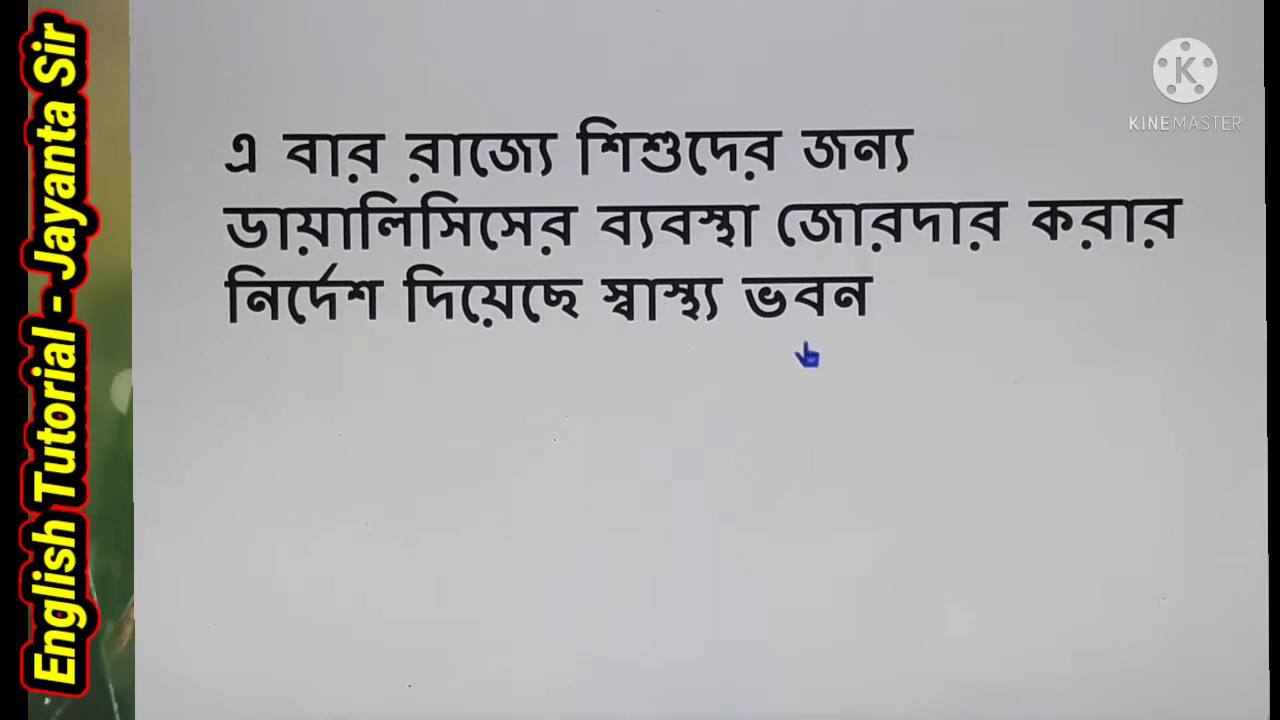 English Tutorial - Jayanta Sir
KINEMASTER
এ বার রাজ্যে শিশুদের জন্য
ডায়ালিসিসের ব্যবস্থা জোরদার করার
নির্দেশ দিয়েছে স্বাস্থ্য ভবন